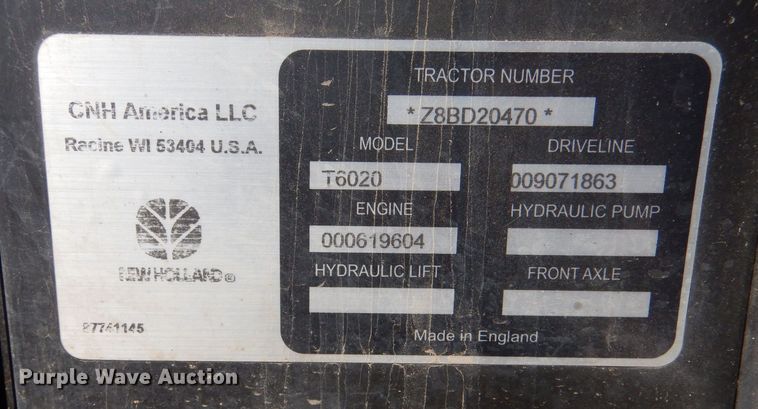 CNH America LLC
Racine WI 53404 U.S.A.
NEW HOLLAND®
87741145
TRACTOR NUMBER
*Z8BD20470*
MODEL
T6020
DRIVELINE
009071863
ENGINE
000619604
HYDRAULIC PUMP
HYDRAULIC LIFT
FRONT AXLE
Made in England
Purple Wave Auction